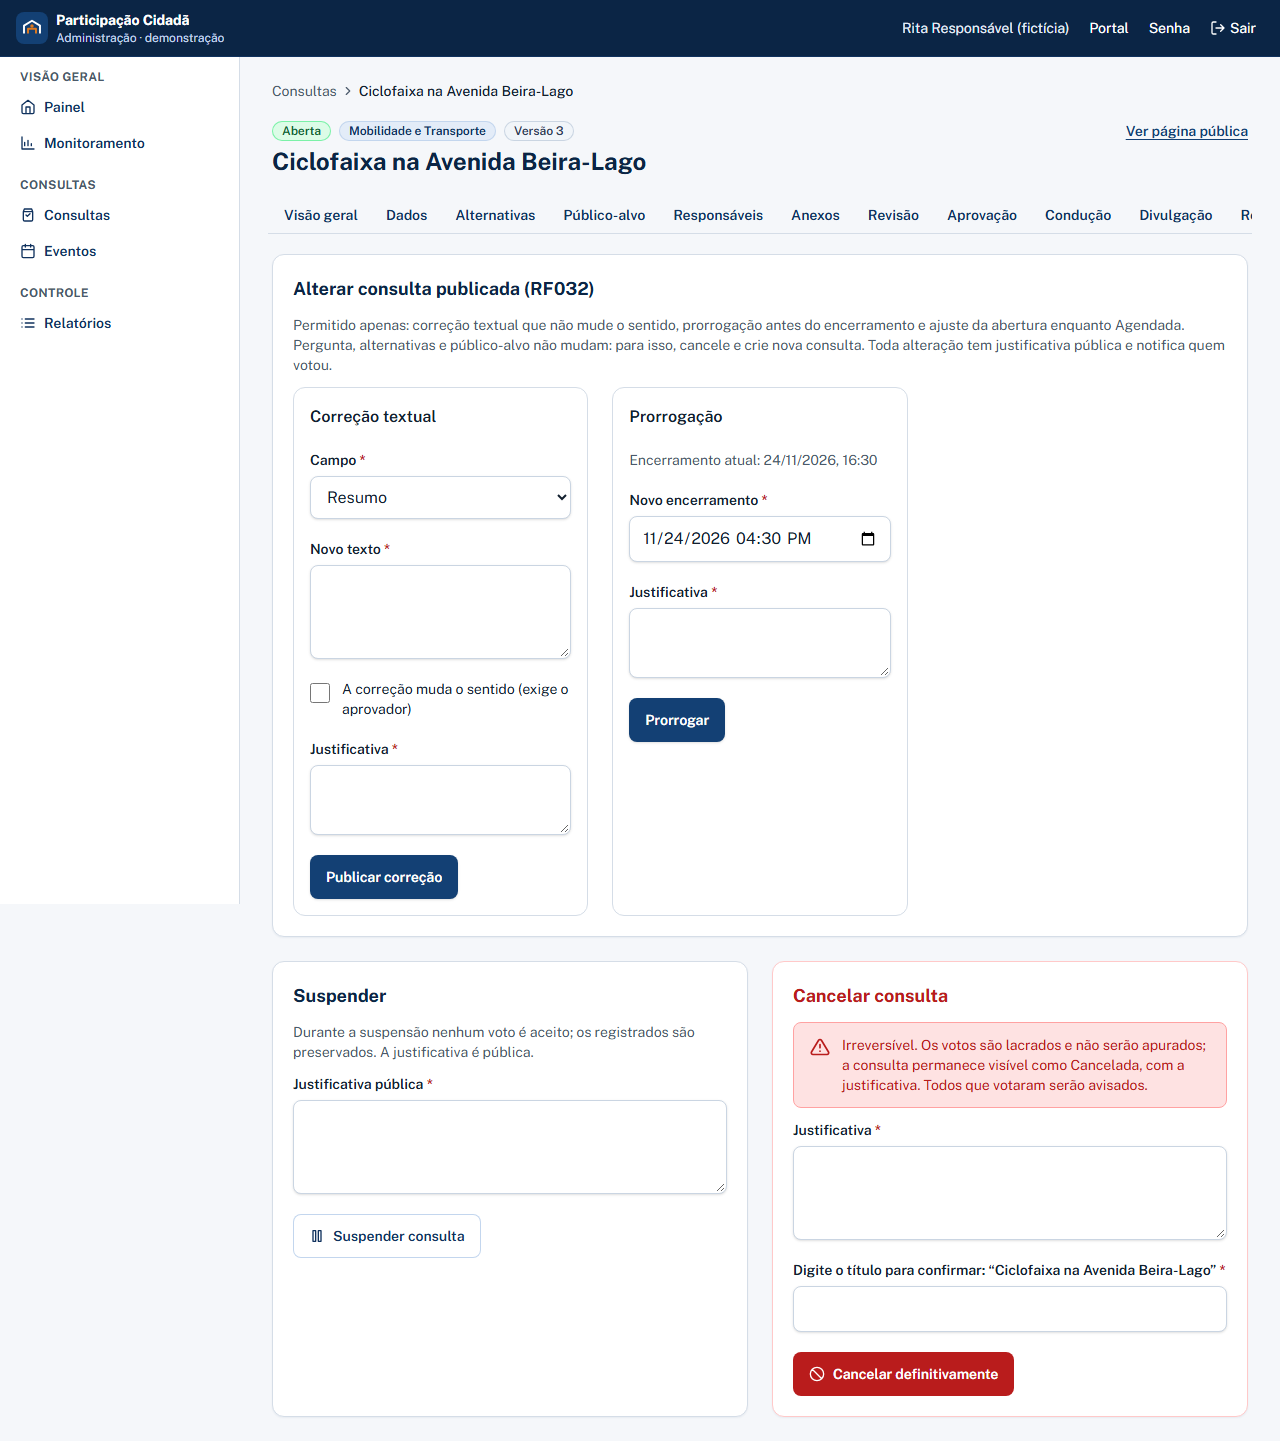 Participação Cidadã
Administração · demonstração
Rita Responsável (fictícia)
Portal
Senha
Sair
VISÃO GERAL
Painel
Monitoramento
CONSULTAS
Consultas
Eventos
CONTROLE
Relatórios
Consultas > Ciclofaixa na Avenida Beira-Lago
Aberta
Mobilidade e Transporte
Versão 3
Ver página pública
Ciclofaixa na Avenida Beira-Lago
Visão geral
Dados
Alternativas
Público-alvo
Responsáveis
Anexos
Revisão
Aprovação
Condução
Divulgação
Alterar consulta publicada (RF032)
Permitido apenas: correção textual que não mude o sentido, prorrogação antes do encerramento e ajuste da abertura enquanto Agendada.
Pergunta, alternativas e público-alvo não mudam: para isso, cancele e crie nova consulta. Toda alteração tem justificativa pública e notifica quem
votou.
Correção textual
Campo *
Resumo
Novo texto *
A correção muda o sentido (exige o
aprovador)
Justificativa *
Publicar correção
Prorrogação
Encerramento atual: 24/11/2026, 16:30
Novo encerramento *
11/24/2026 04:30 PM
Justificativa *
Prorrogar
Suspender
Durante a suspensão nenhum voto é aceito; os registrados são
preservados. A justificativa é pública.
Justificativa pública *
Suspender consulta
Cancelar consulta
Irreversível. Os votos são lacrados e não serão apurados;
a consulta permanece visível como Cancelada, com a
justificativa. Todos que votaram serão avisados.
Justificativa *
Digite o título para confirmar: “Ciclofaixa na Avenida Beira-Lago” *
Cancelar definitivamente